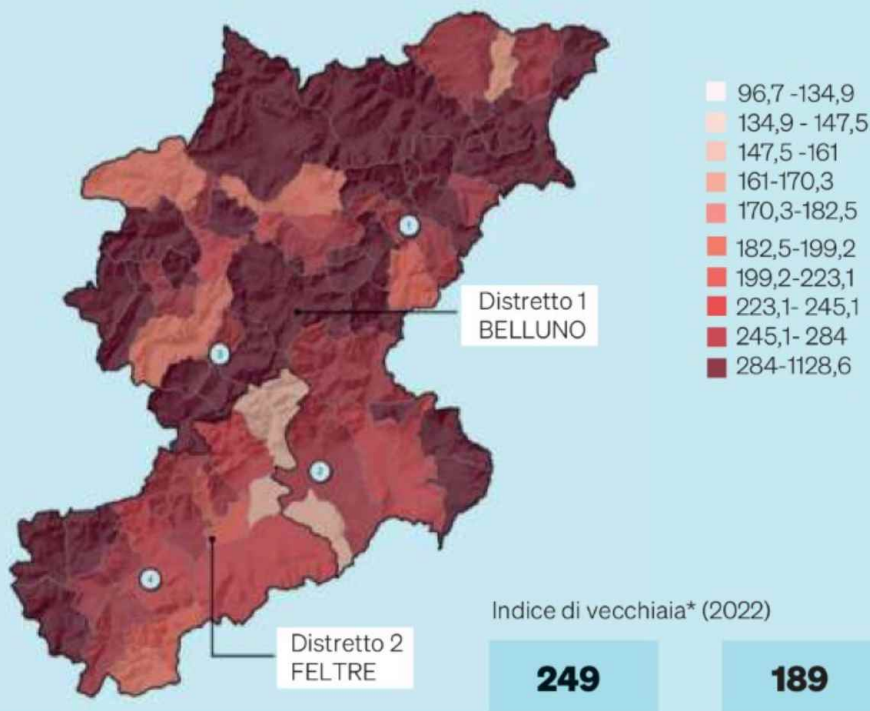 96,7 -134,9
134,9 - 147,5
147,5 -161
161-170,3
170,3-182,5
182,5-199,2
199,2-223,1
223,1- 245,1
245,1- 284
284-1128,6
1
Distretto 1
BELLUNO
3
2
4
Distretto 2
FELTRE
Indice di vecchiaia* (2022)
249
189